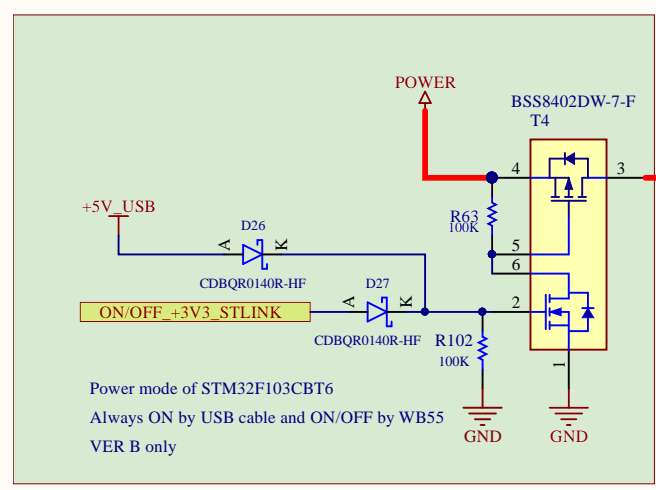 POWER
BSS8402DW-7-F
T4
4
3
R63
100K
+5V_USB
D26
A
K
5
6
CDBQR0140R-HF
D27
ON/OFF_+3V3_STLINK
A
K
2
CDBQR0140R-HF
R102
100K
1
Power mode of STM32F103CBT6
Always ON by USB cable and ON/OFF by WB55
GND
GND
VER B only